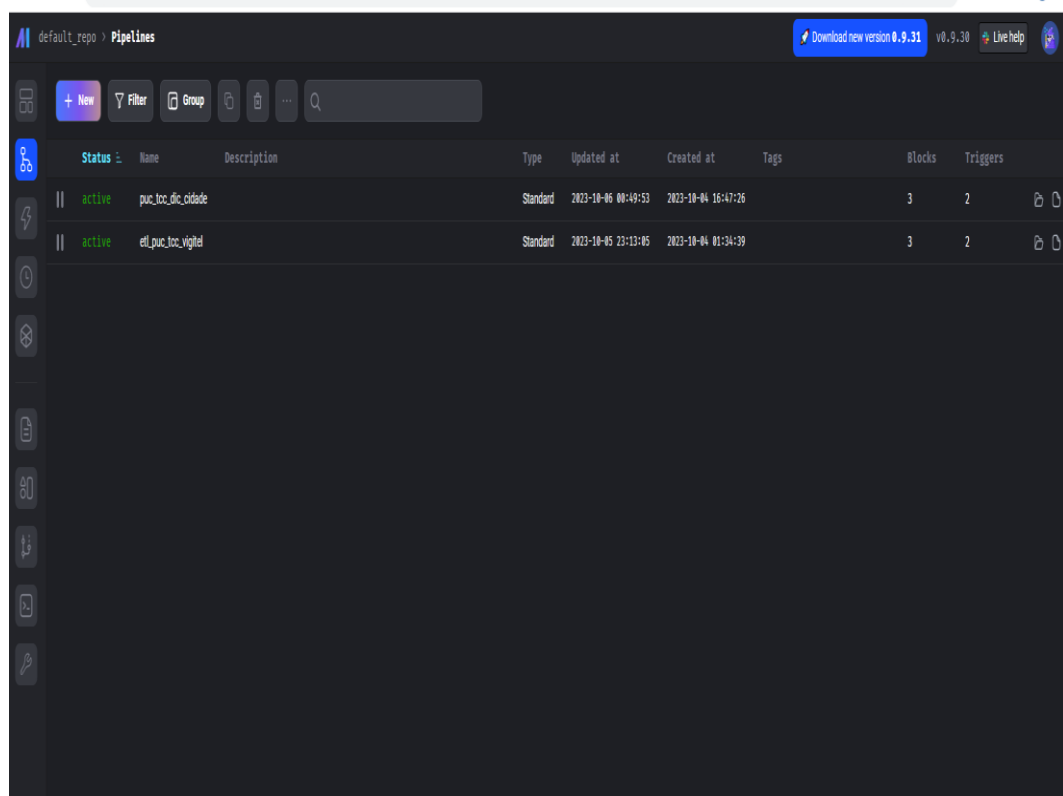 default_repo > Pipelines Download new version 0.9.31 v0.9.30 Live help
+ New Filter Group ...
Status Name Description Type Updated at Created at Tags Blocks Triggers
active puc_tcc_dic_cidade Standard 2023-10-06 00:49:53 2023-10-04 16:47:26 3 2
active etl_puc_tcc_vigitel Standard 2023-10-05 23:13:05 2023-10-04 01:34:39 3 2